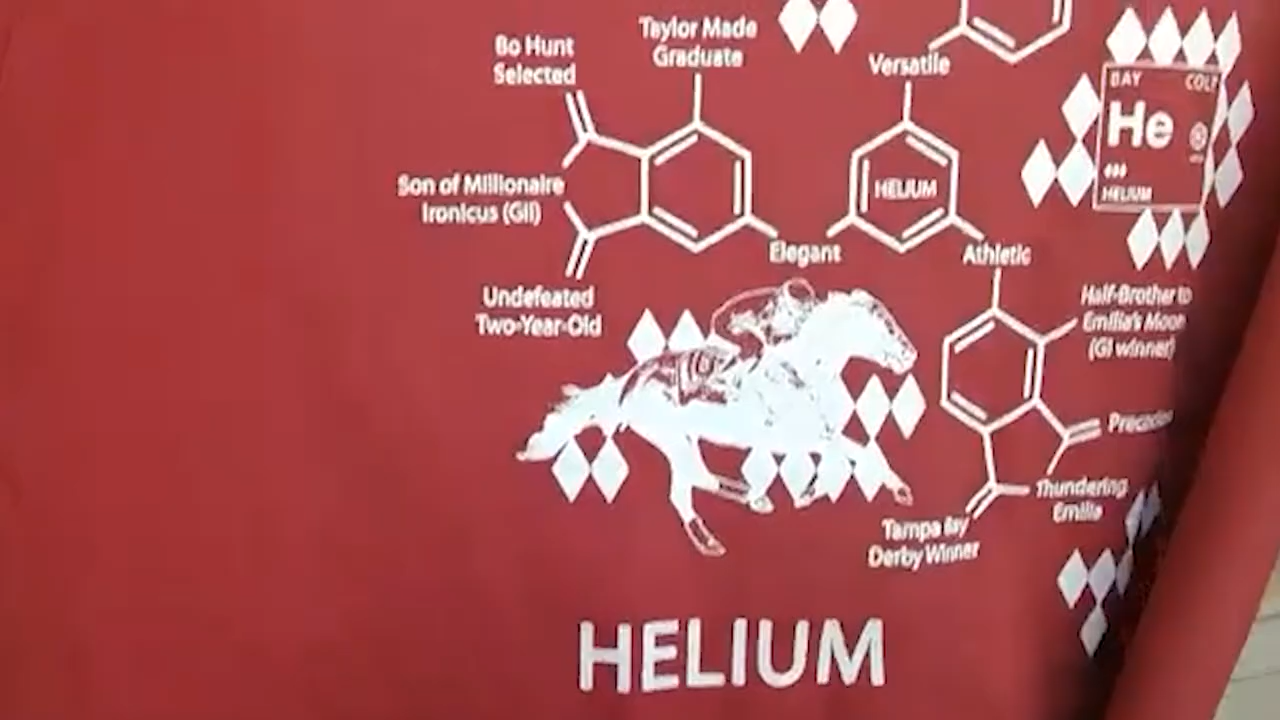 Bo Hunt
Selected
Taylor Made
Graduate
Versatile
BAY COLT
He
HELIUM
Son of Millionaire
Ironicus (GII)
HELIUM
Elegant
Athletic
Undefeated
Two-Year-Old
Half-Brother to
Emilia's Moon
(GI winner)
Thundering
Emilia
Tampa Bay
Derby Winner
HELIUM